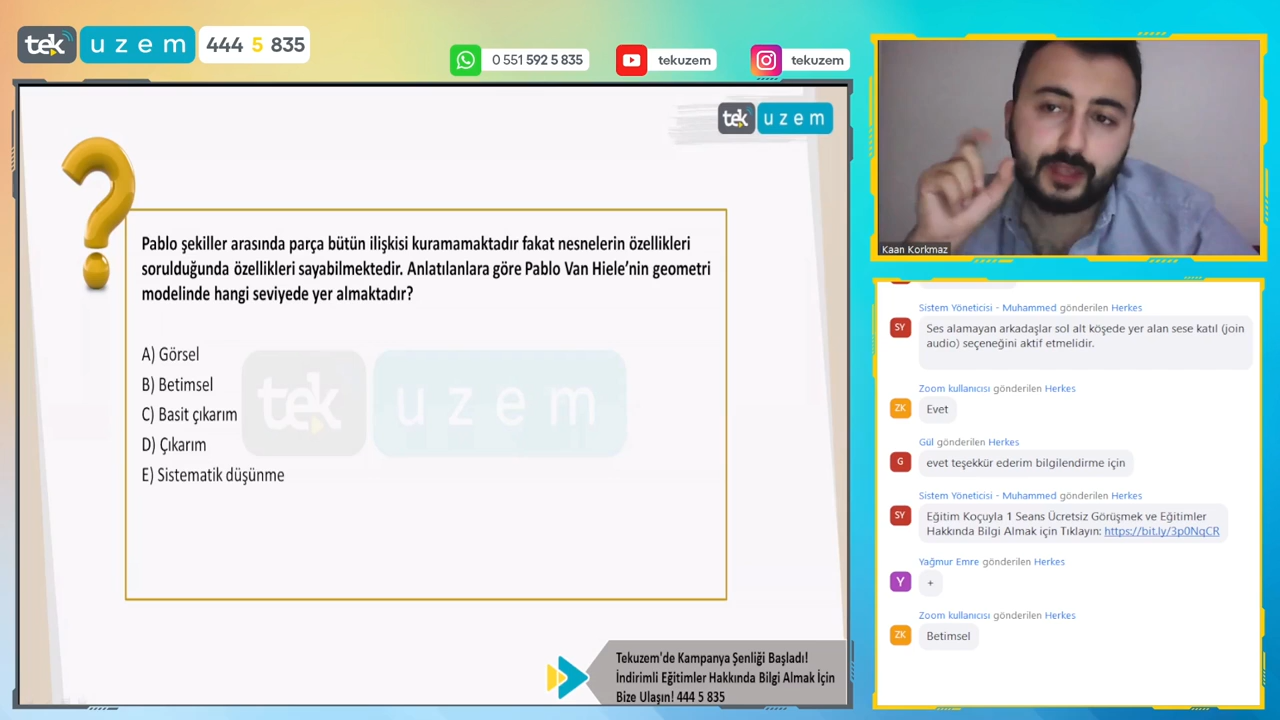 tek uzem 444 5 835
0 551 592 5 835
tekuzem
tekuzem
tek uzem
Pablo şekiller arasında parça bütün ilişkisi kuramamaktadır fakat nesnelerin özellikleri
sorulduğunda özellikleri sayabilmektedir. Anlatılanlara göre Pablo Van Hiele’nin geometri
modelinde hangi seviyede yer almaktadır?
A) Görsel
B) Betimsel
C) Basit çıkarım
D) Çıkarım
E) Sistematik düşünme
tek uzem
Tekuzem'de Kampanya Şenliği Başladı!
İndirimli Eğitimler Hakkında Bilgi Almak İçin
Bize Ulaşın! 444 5 835
Kaan Korkmaz
Sistem Yöneticisi - Muhammed gönderilen Herkes
SY
Ses alamayan arkadaşlar sol alt köşede yer alan sese katıl (join
audio) seçeneğini aktif etmelidir.
Zoom kullanıcısı gönderilen Herkes
ZK
Evet
Gül gönderilen Herkes
G
evet teşekkür ederim bilgilendirme için
Sistem Yöneticisi - Muhammed gönderilen Herkes
SY
Eğitim Koçuyla 1 Seans Ücretsiz Görüşmek ve Eğitimler
Hakkında Bilgi Almak için Tıklayın: https://bit.ly/3p0NqCR
Yağmur Emre gönderilen Herkes
Y
+
Zoom kullanıcısı gönderilen Herkes
ZK
Betimsel